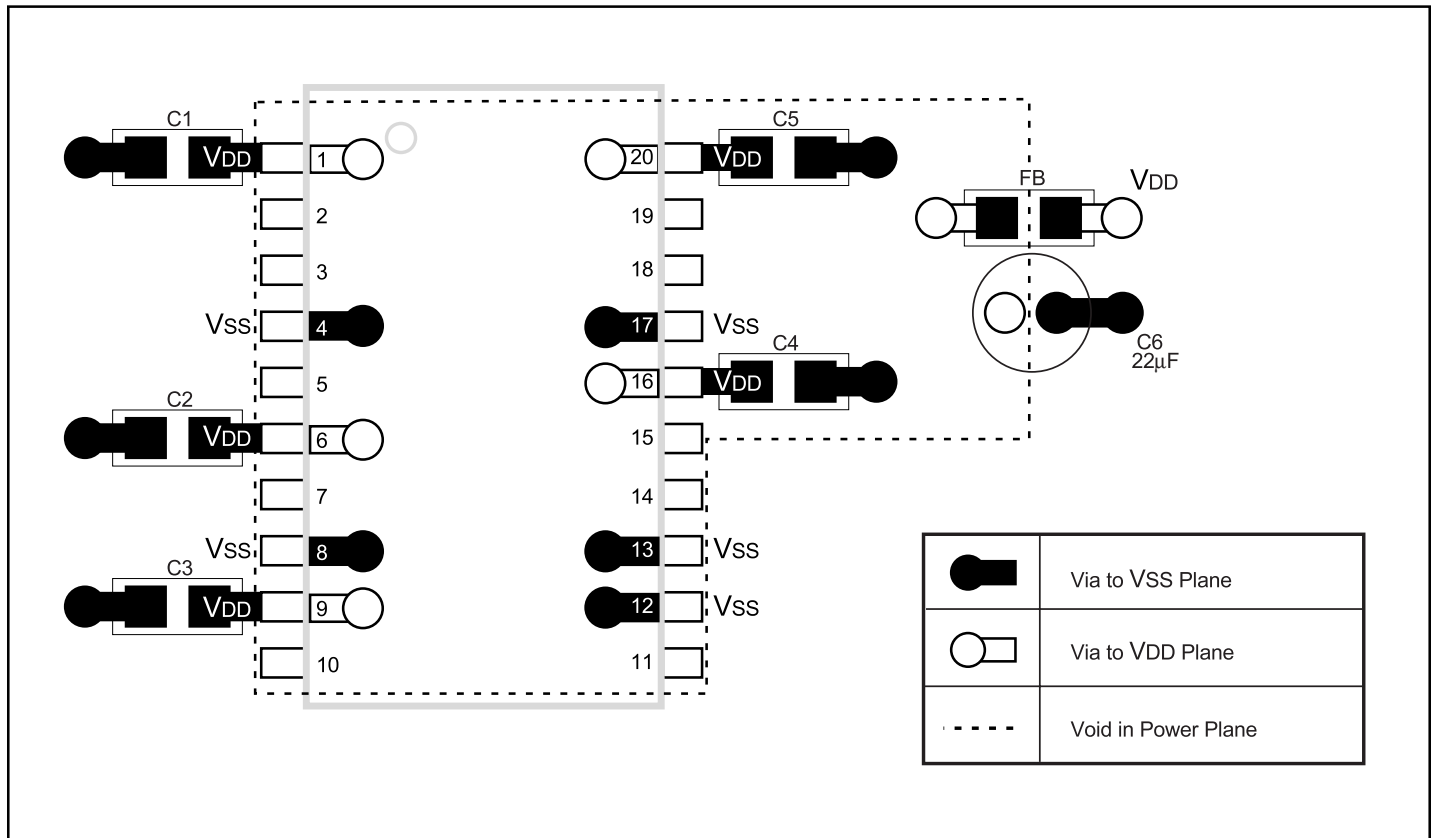 C1
C5
VDD
1
20
VDD
FB
VDD
2
19
3
18
VSS
4
17
VSS
C6
22μF
C4
5
16
VDD
C2
VDD
6
15
7
14
VSS
8
13
VSS
C3
VDD
9
12
VSS
10
11
Via to VSS Plane
Via to VDD Plane
Void in Power Plane